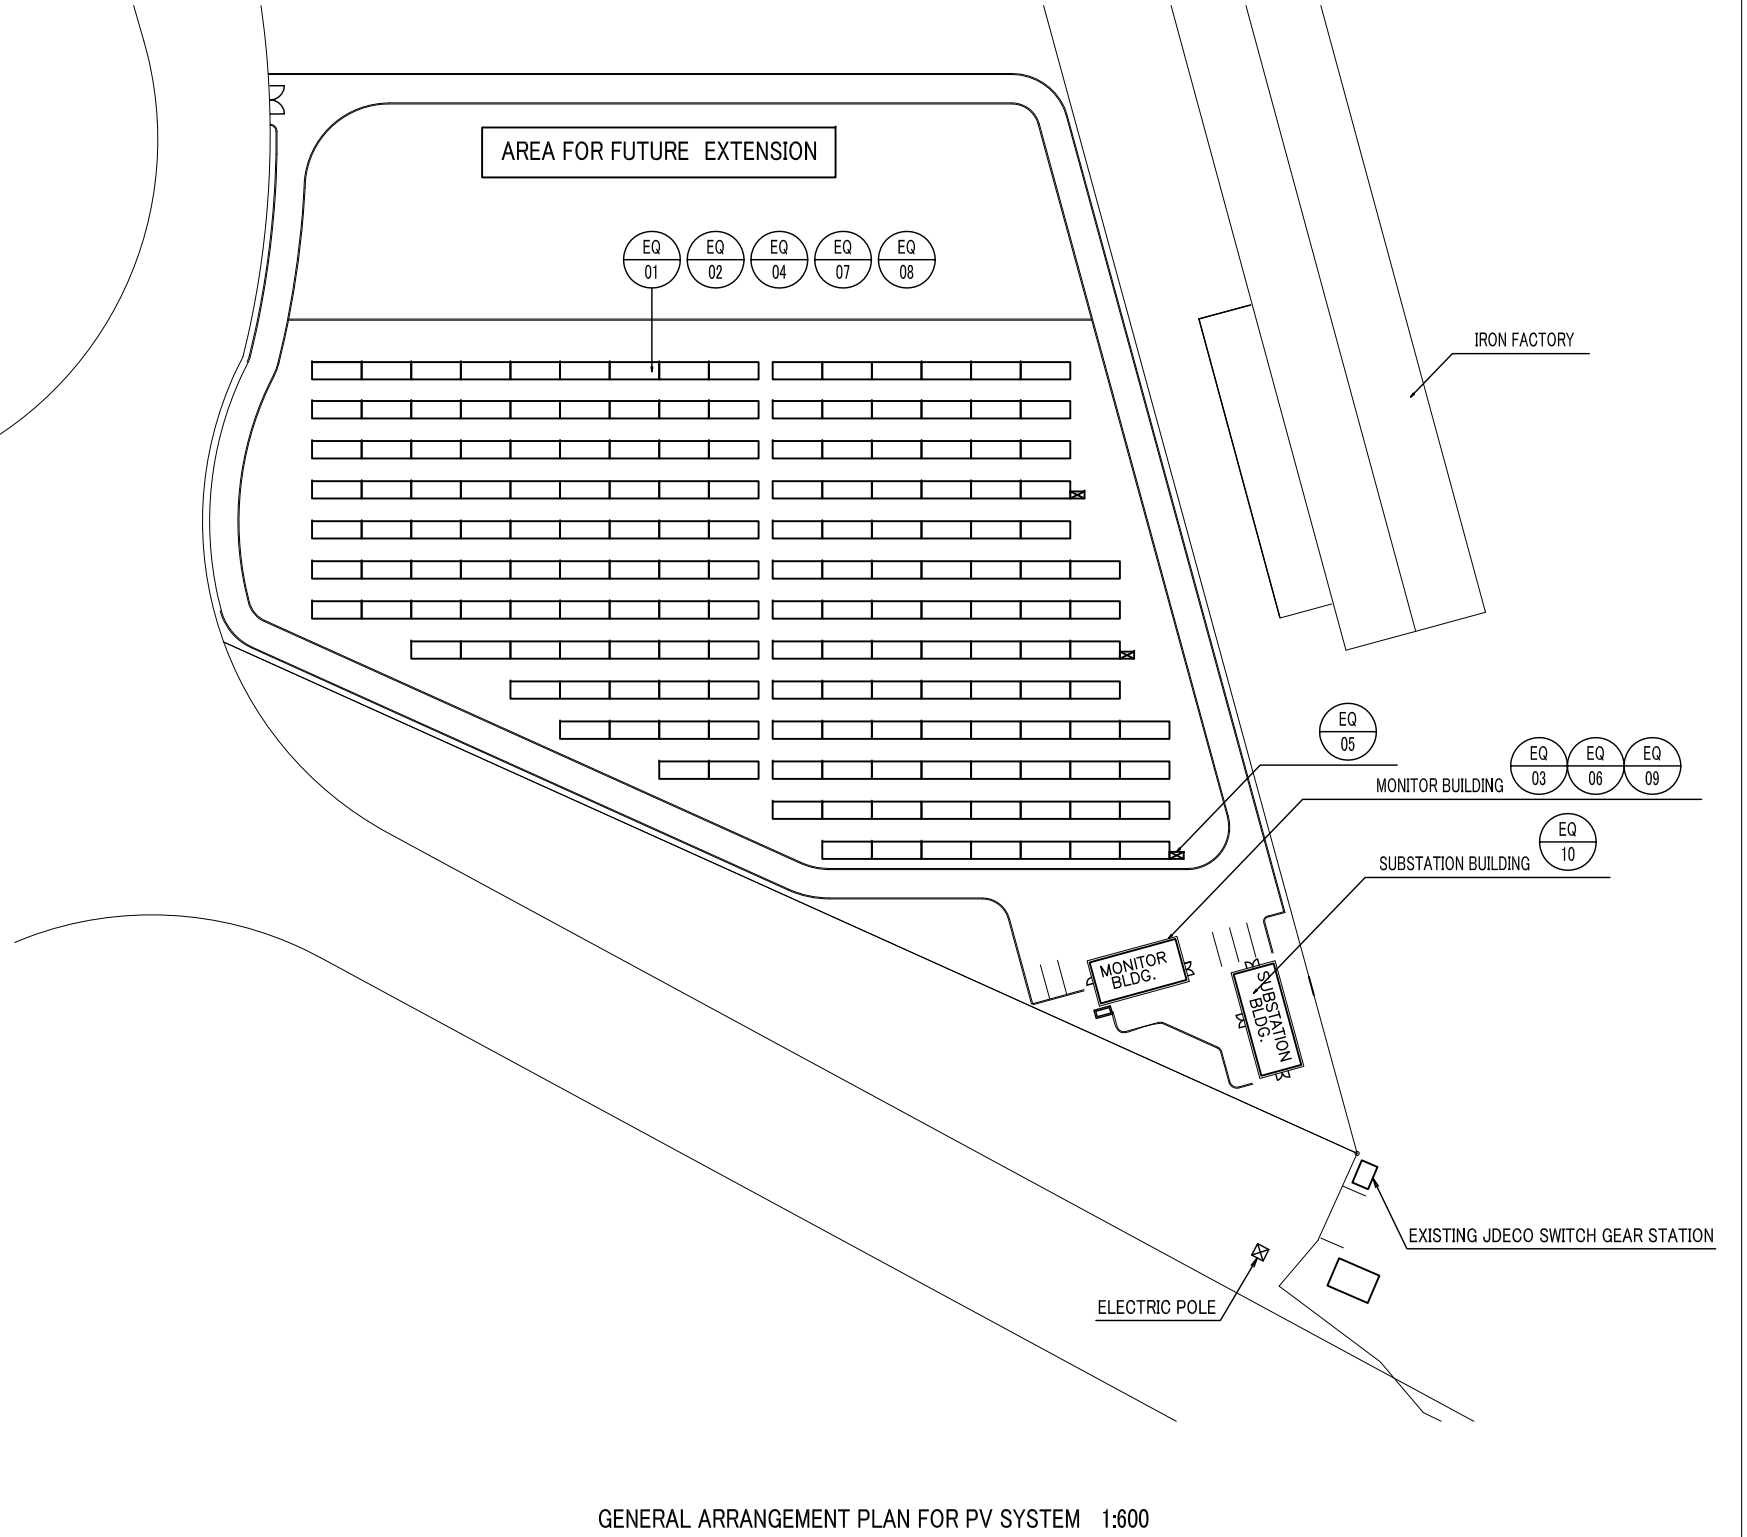 AREA FOR FUTURE EXTENSION
EQ 01
EQ 02
EQ 04
EQ 07
EQ 08
IRON FACTORY
EQ 05
MONITOR BUILDING
EQ 03
EQ 06
EQ 09
SUBSTATION BUILDING
EQ 10
MONITOR
BLDG.
SUBSTATION
BLDG.
EXISTING JDECO SWITCH GEAR STATION
ELECTRIC POLE
GENERAL ARRANGEMENT PLAN FOR PV SYSTEM 1:600